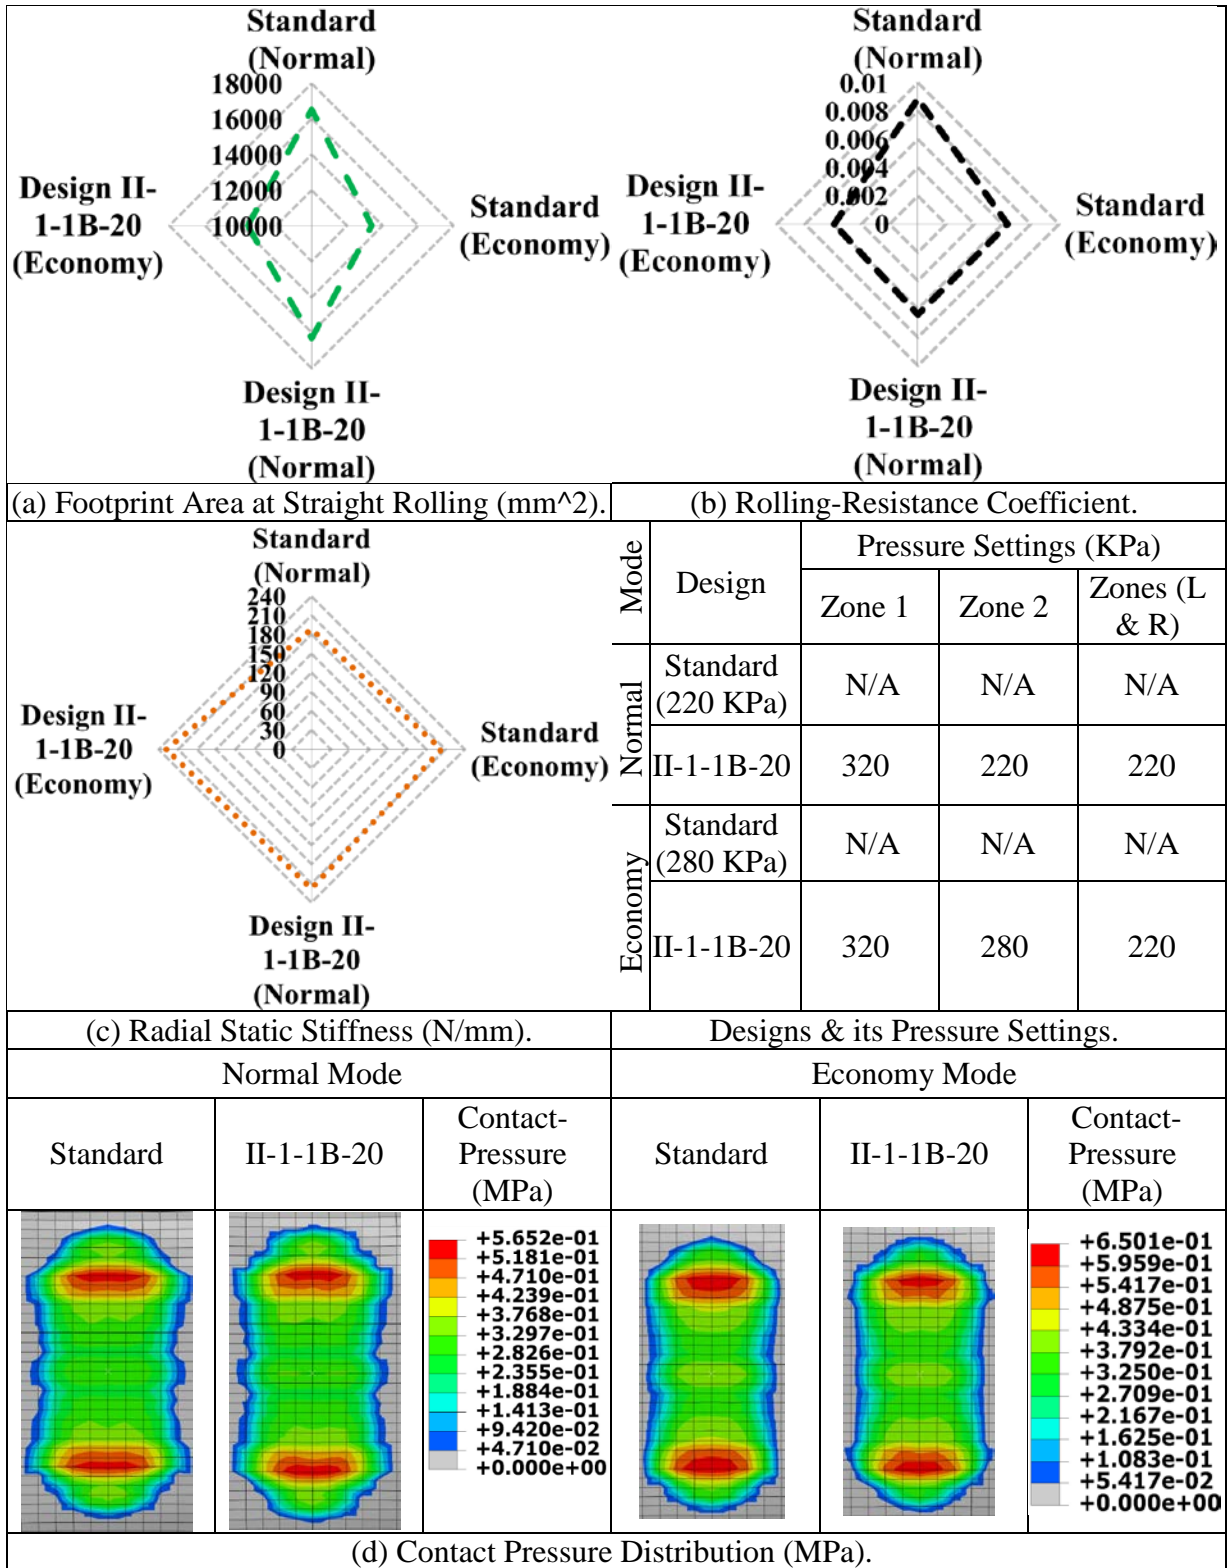 Standard
(Normal)
18000
16000
14000
12000
10000
Design II-
1-1B-20
(Economy)
Standard
(Economy)
Design II-
1-1B-20
(Normal)
(a) Footprint Area at Straight Rolling (mm^2).
Standard
(Normal)
0.01
0.008
0.006
0.004
0.002
0
Design II-
1-1B-20
(Economy)
Standard
(Economy)
Design II-
1-1B-20
(Normal)
(b) Rolling-Resistance Coefficient.
Standard
(Normal)
240
210
180
150
120
90
60
30
0
Design II-
1-1B-20
(Economy)
Standard
(Economy)
Design II-
1-1B-20
(Normal)
(c) Radial Static Stiffness (N/mm).
Mode
Design
Pressure Settings (KPa)
Zone 1
Zone 2
Zones (L
& R)
Normal
Standard
(220 KPa)
N/A
N/A
N/A
II-1-1B-20
320
220
220
Economy
Standard
(280 KPa)
N/A
N/A
N/A
II-1-1B-20
320
280
220
Designs & its Pressure Settings.
Normal Mode
Economy Mode
Standard
II-1-1B-20
Contact-
Pressure
(MPa)
Standard
II-1-1B-20
Contact-
Pressure
(MPa)
+5.652e-01
+5.181e-01
+4.710e-01
+4.239e-01
+3.768e-01
+3.297e-01
+2.826e-01
+2.355e-01
+1.884e-01
+1.413e-01
+9.420e-02
+4.710e-02
+0.000e+00
+6.501e-01
+5.959e-01
+5.417e-01
+4.875e-01
+4.334e-01
+3.792e-01
+3.250e-01
+2.709e-01
+2.167e-01
+1.625e-01
+1.083e-01
+5.417e-02
+0.000e+00
(d) Contact Pressure Distribution (MPa).